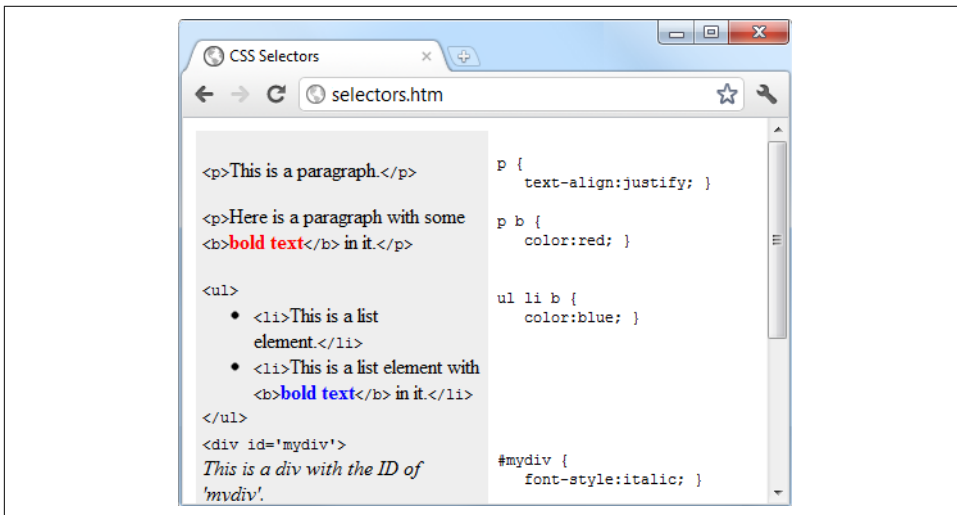 CSS Selectors
selectors.htm
<p>This is a paragraph.</p>
<p>Here is a paragraph with some
<b>bold text</b> in it.</p>
<ul>
<li>This is a list
element.</li>
<li>This is a list element with
<b>bold text</b> in it.</li>
</ul>
<div id='mydiv'>
This is a div with the ID of
'mydiv'.
p {
text-align:justify; }
p b {
color:red; }
ul li b {
color:blue; }
#mydiv {
font-style:italic; }